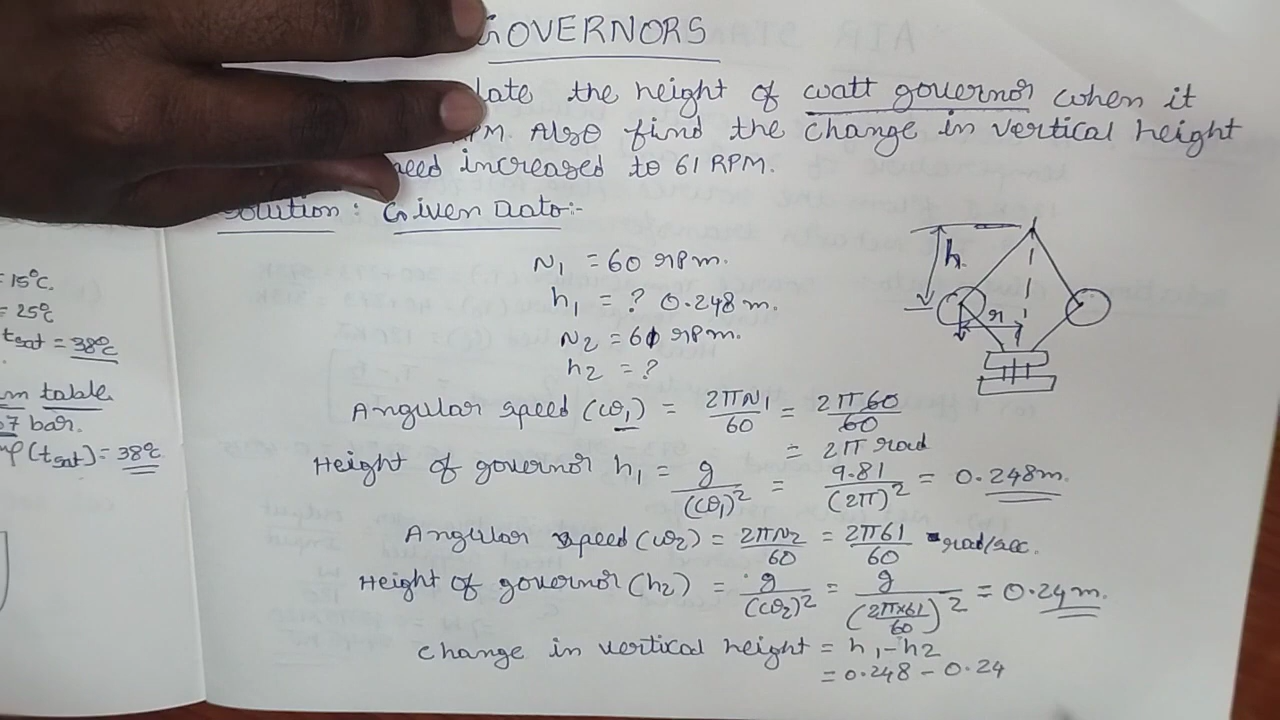 GOVERNORS
late the height of watt governor when it
PM. Also find the change in vertical height
eed increased to 61 RPM.
Solution: Given Data:-
N1 = 60 rpm.
h1 = ? 0.248 m.
N2 = 61 rpm.
h2 = ?
h
r
Angular speed (ω1) = 2πN1/60 = 2π60/60
= 2π rad
Height of governor h1 = g/(ω1)² = 9.81/(2π)² = 0.248m.
Angular speed (ω2) = 2πN2/60 = 2π61/60 rad/sec.
Height of governor (h2) = g/(ω2)² = g/(2π×61/60)² = 0.24m.
change in vertical height = h1-h2
= 0.248 - 0.24
= 15°C.
= 25°C
tsat = 38°C
m table.
7 bar.
(tsat) = 38°C